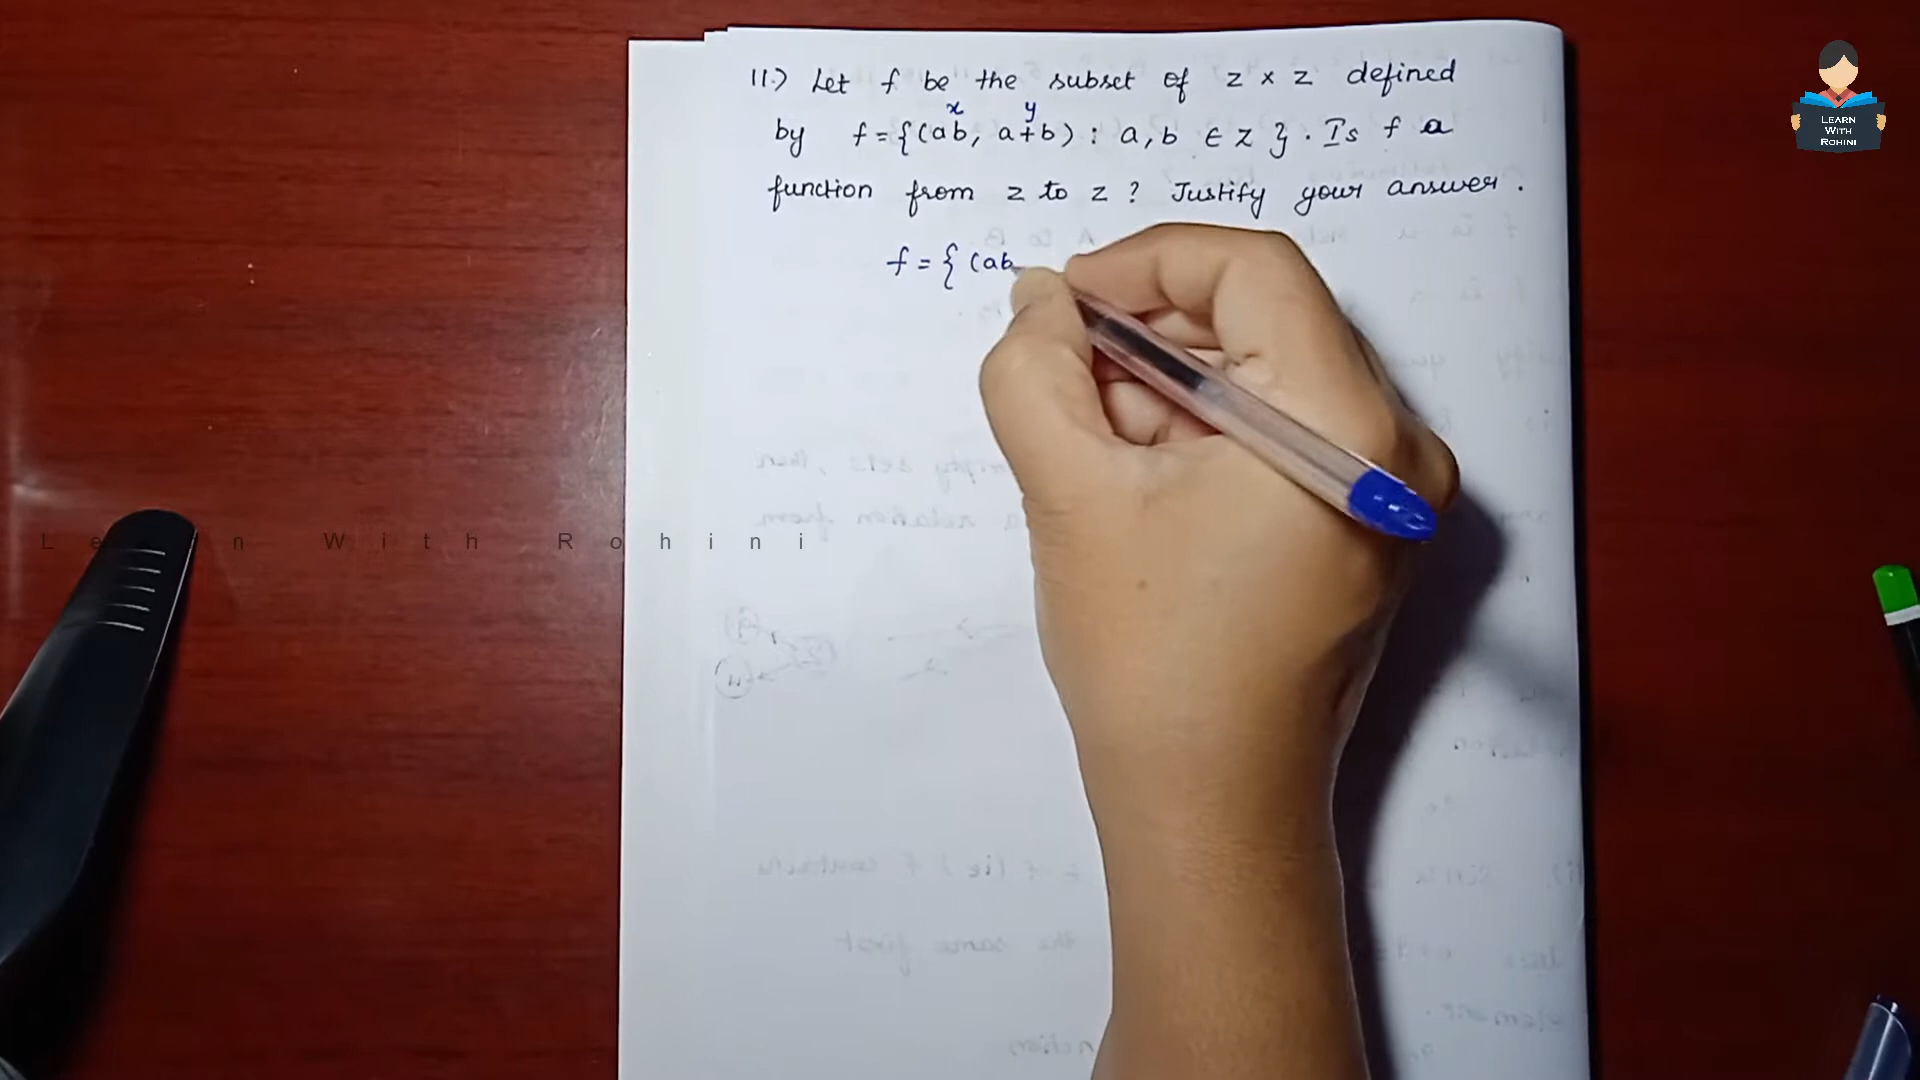 11.) Let f be the subset of z x z defined
x y
by f = {(ab, a+b) : a,b ∈ z }. Is f a
function from z to z ? Justify your answer.
f = { (ab
LEARN
WITH
ROHINI
Learn With Rohini